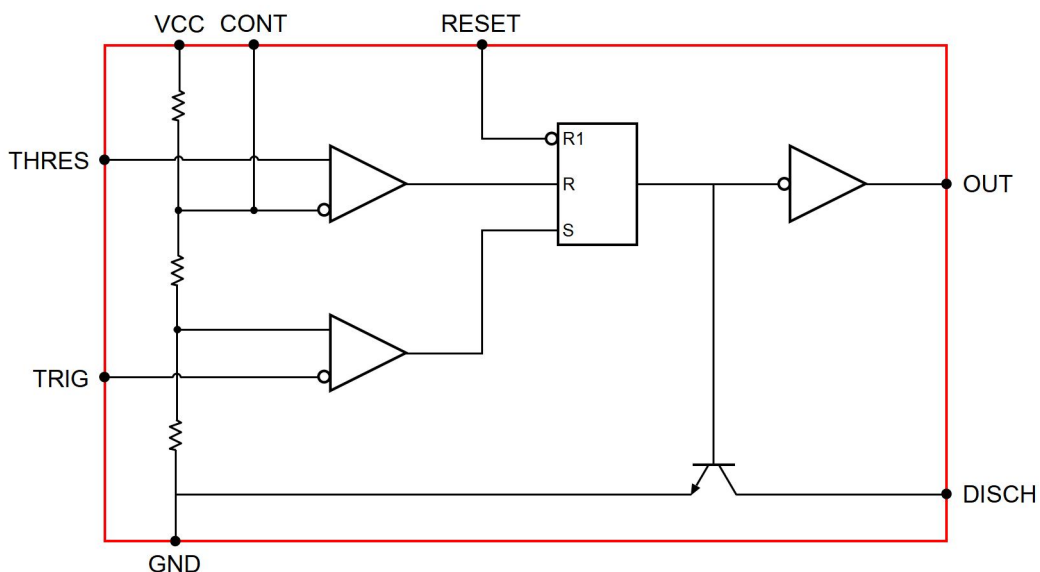 VCC CONT RESET
THRES
R1
R
OUT
S
TRIG
DISCH
GND